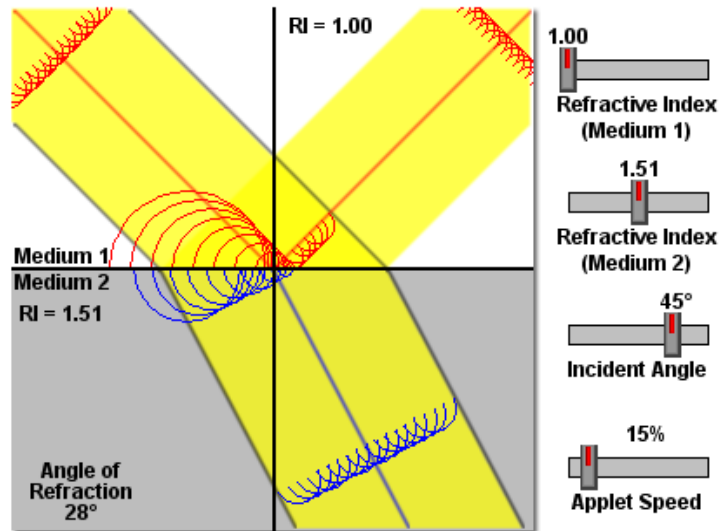 RI = 1.00
Medium 1
Medium 2
RI = 1.51
Angle of
Refraction
28°
1.00
Refractive Index
(Medium 1)
1.51
Refractive Index
(Medium 2)
45°
Incident Angle
15%
Applet Speed